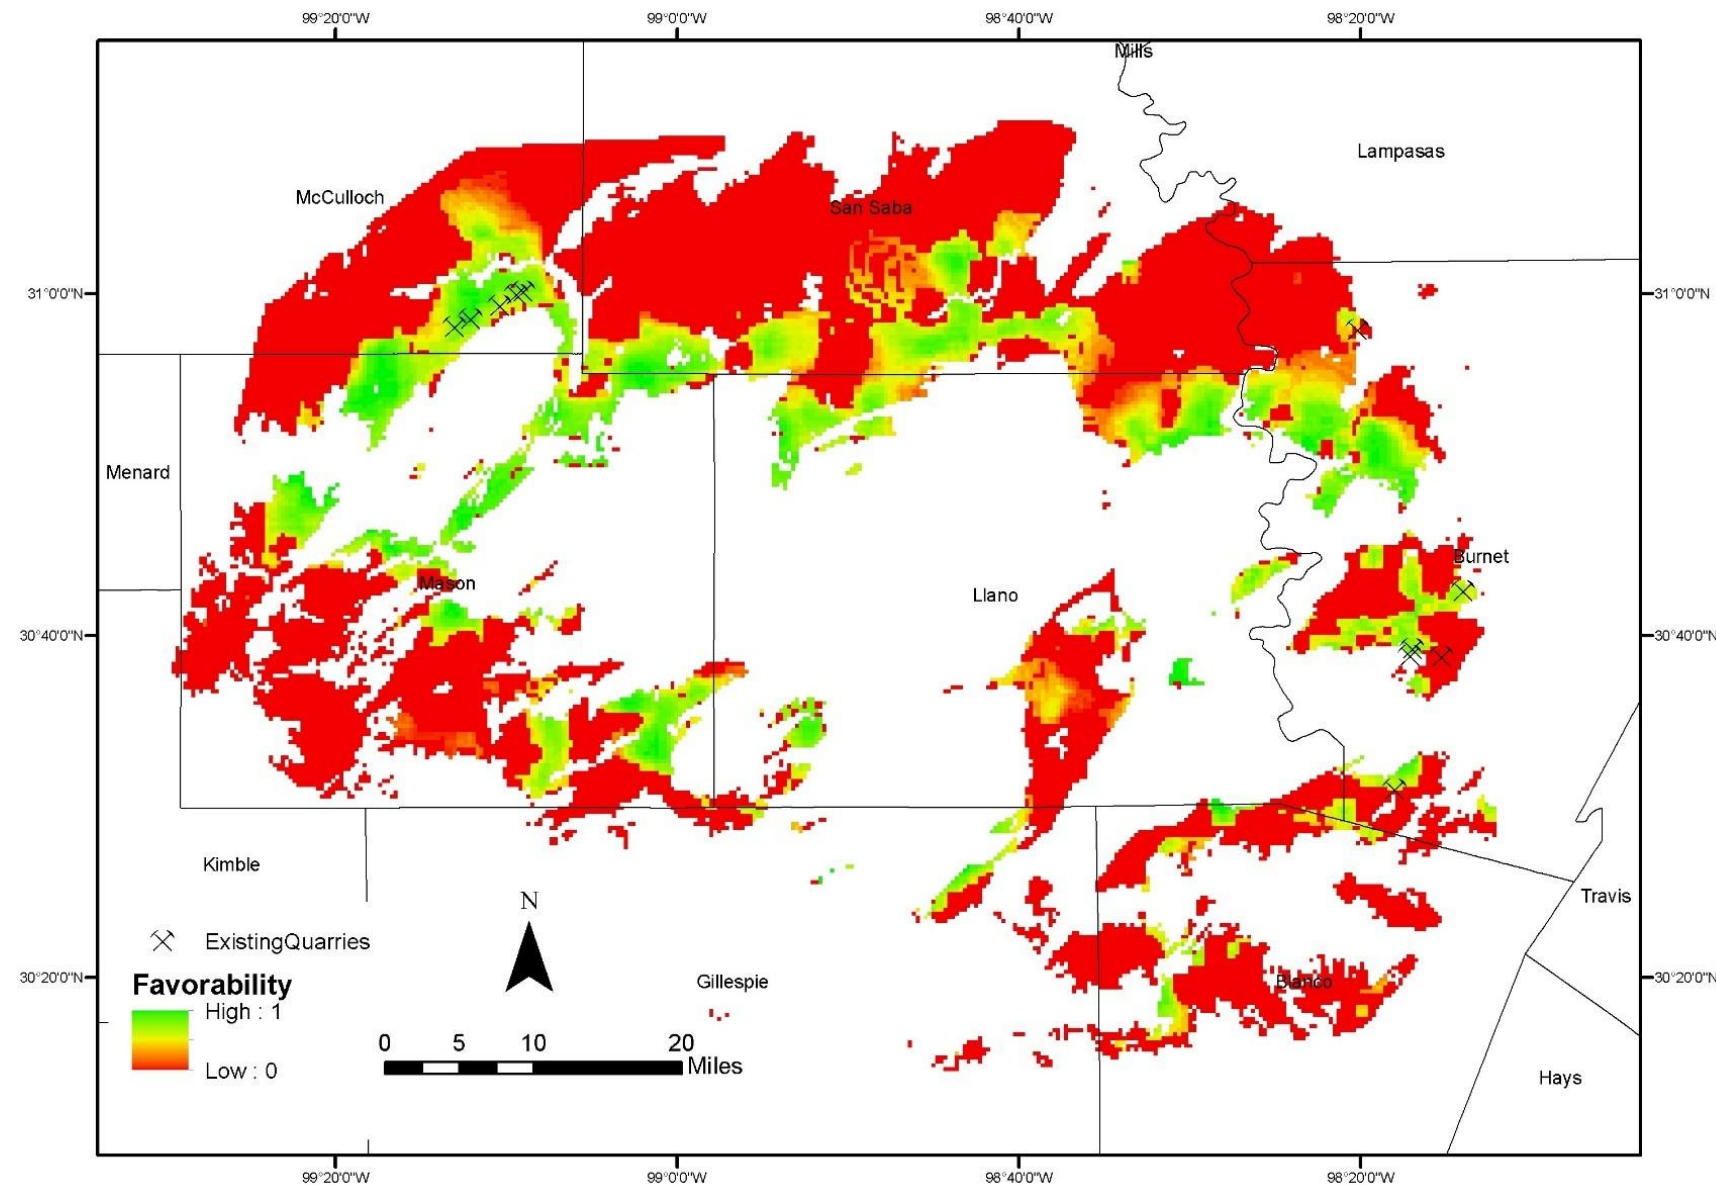 99°20'0"W 99°0'0"W 98°40'0"W 98°20'0"W
Mills
Lampasas
McCulloch
San Saba
31°0'0"N 31°0'0"N
Menard
Burnet
Mason
Llano
30°40'0"N 30°40'0"N
Kimble
Travis
N
ExistingQuarries
Favorability
30°20'0"N 30°20'0"N
Gillespie
Blanco
High : 1
0 5 10 20
Miles
Low : 0
Hays
99°20'0"W 99°0'0"W 98°40'0"W 98°20'0"W